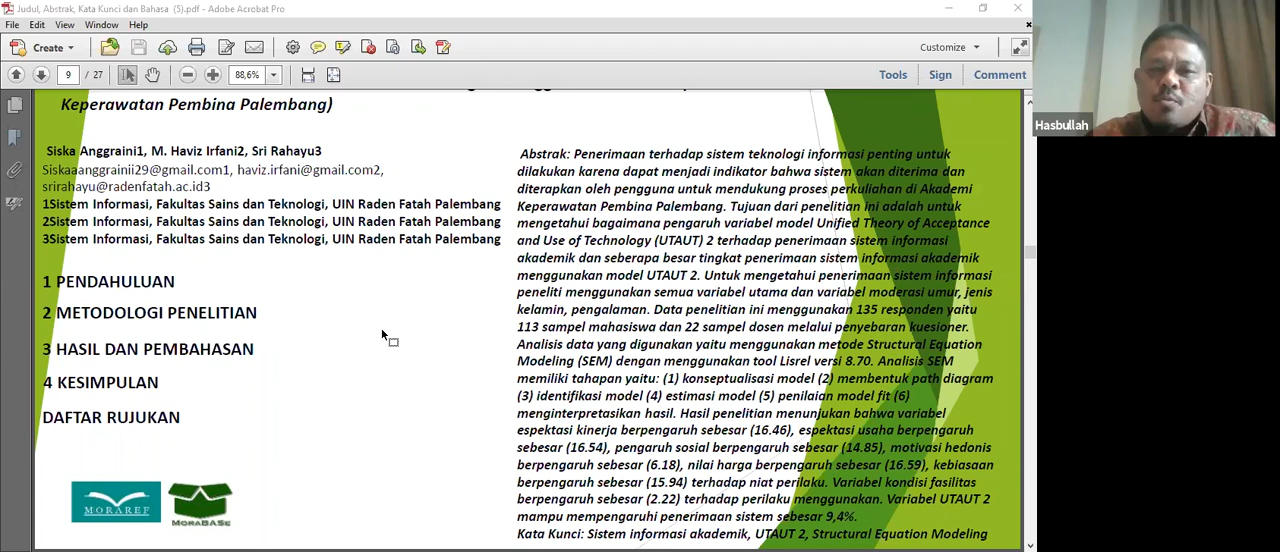 Judul, Abstrak, Kata Kunci dan Bahasa (5).pdf - Adobe Acrobat Pro
File Edit View Window Help
Create Customize
9 / 27 88,6% Tools Sign Comment
Keperawatan Pembina Palembang)
Siska Anggraini1, M. Haviz Irfani2, Sri Rahayu3
Siskaaanggrainii29@gmail.com1, haviz.irfani@gmail.com2,
srirahayu@radenfatah.ac.id3
1Sistem Informasi, Fakultas Sains dan Teknologi, UIN Raden Fatah Palembang
2Sistem Informasi, Fakultas Sains dan Teknologi, UIN Raden Fatah Palembang
3Sistem Informasi, Fakultas Sains dan Teknologi, UIN Raden Fatah Palembang
1 PENDAHULUAN
2 METODOLOGI PENELITIAN
3 HASIL DAN PEMBAHASAN
4 KESIMPULAN
DAFTAR RUJUKAN
MORAREF
MORABASE
Abstrak: Penerimaan terhadap sistem teknologi informasi penting untuk
dilakukan karena dapat menjadi indikator bahwa sistem akan diterima dan
diterapkan oleh pengguna untuk mendukung proses perkuliahan di Akademi
Keperawatan Pembina Palembang. Tujuan dari penelitian ini adalah untuk
mengetahui bagaimana pengaruh variabel model Unified Theory of Acceptance
and Use of Technology (UTAUT) 2 terhadap penerimaan sistem informasi
akademik dan seberapa besar tingkat penerimaan sistem informasi akademik
menggunakan model UTAUT 2. Untuk mengetahui penerimaan sistem informasi
peneliti menggunakan semua variabel utama dan variabel moderasi umur, jenis
kelamin, pengalaman. Data penelitian ini menggunakan 135 responden yaitu
113 sampel mahasiswa dan 22 sampel dosen melalui penyebaran kuesioner.
Analisis data yang digunakan yaitu menggunakan metode Structural Equation
Modeling (SEM) dengan menggunakan tool Lisrel versi 8.70. Analisis SEM
memiliki tahapan yaitu: (1) konseptualisasi model (2) membentuk path diagram
(3) identifikasi model (4) estimasi model (5) penilaian model fit (6)
menginterpretasikan hasil. Hasil penelitian menunjukan bahwa variabel
espektasi kinerja berpengaruh sebesar (16.46), espektasi usaha berpengaruh
sebesar (16.54), pengaruh sosial berpengaruh sebesar (14.85), motivasi hedonis
berpengaruh sebesar (6.18), nilai harga berpengaruh sebesar (16.59), kebiasaan
berpengaruh sebesar (15.94) terhadap niat perilaku. Variabel kondisi fasilitas
berpengaruh sebesar (2.22) terhadap perilaku menggunakan. Variabel UTAUT 2
mampu mempengaruhi penerimaan sistem sebesar 9,4%.
Kata Kunci: Sistem informasi akademik, UTAUT 2, Structural Equation Modeling
Hasbullah